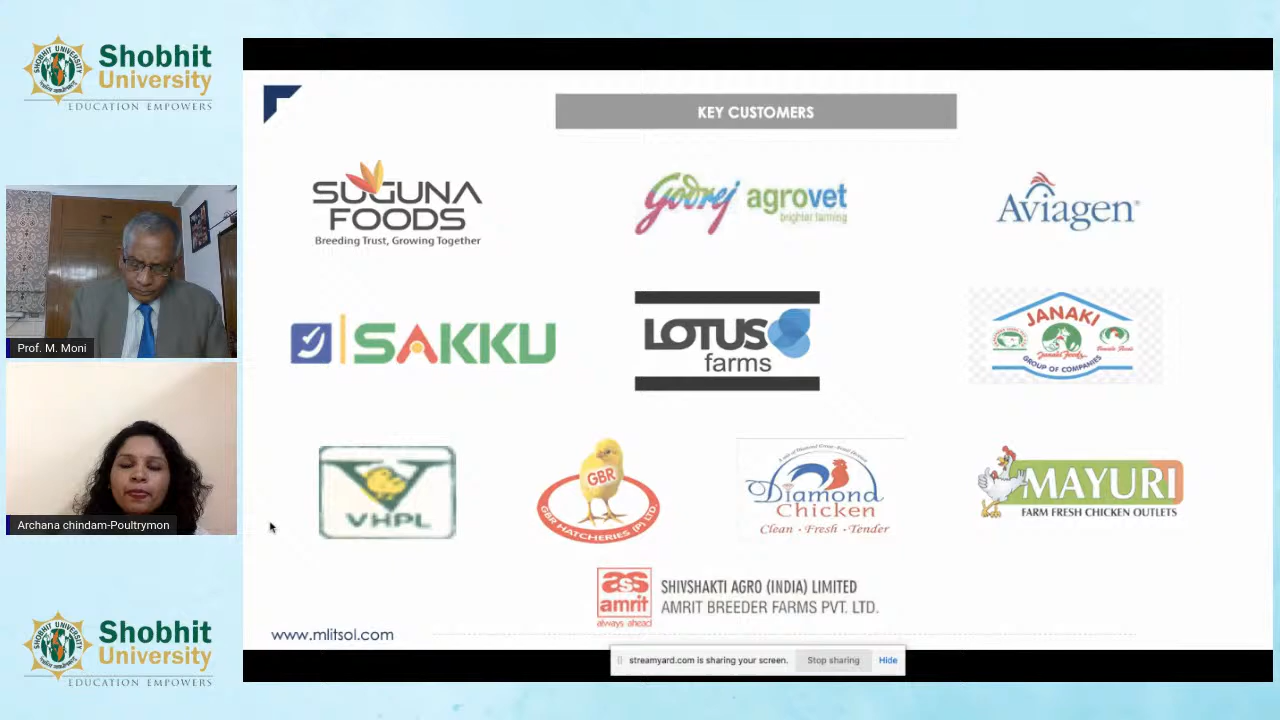 Shobhit
University
EDUCATION EMPOWERS
Prof. M. Moni
Archana chindam-Poultrymon
Shobhit
University
EDUCATION EMPOWERS
KEY CUSTOMERS
SUGUNA
FOODS
Breeding Trust, Growing Together
Godrej agrovet
brighter farming
Aviagen
SAKKU
LOTUS
farms
JANAKI
Janaki Foods
GROUP OF COMPANIES
V
VHPL
GBR
GBR HATCHERIES (P) LTD
Diamond
Chicken
Clean - Fresh - Tender
MAYURI
FARM FRESH CHICKEN OUTLETS
amrit
always ahead
SHIVSHAKTI AGRO (INDIA) LIMITED
AMRIT BREEDER FARMS PVT. LTD.
www.mlitsol.com
streamyard.com is sharing your screen.
Stop sharing
Hide